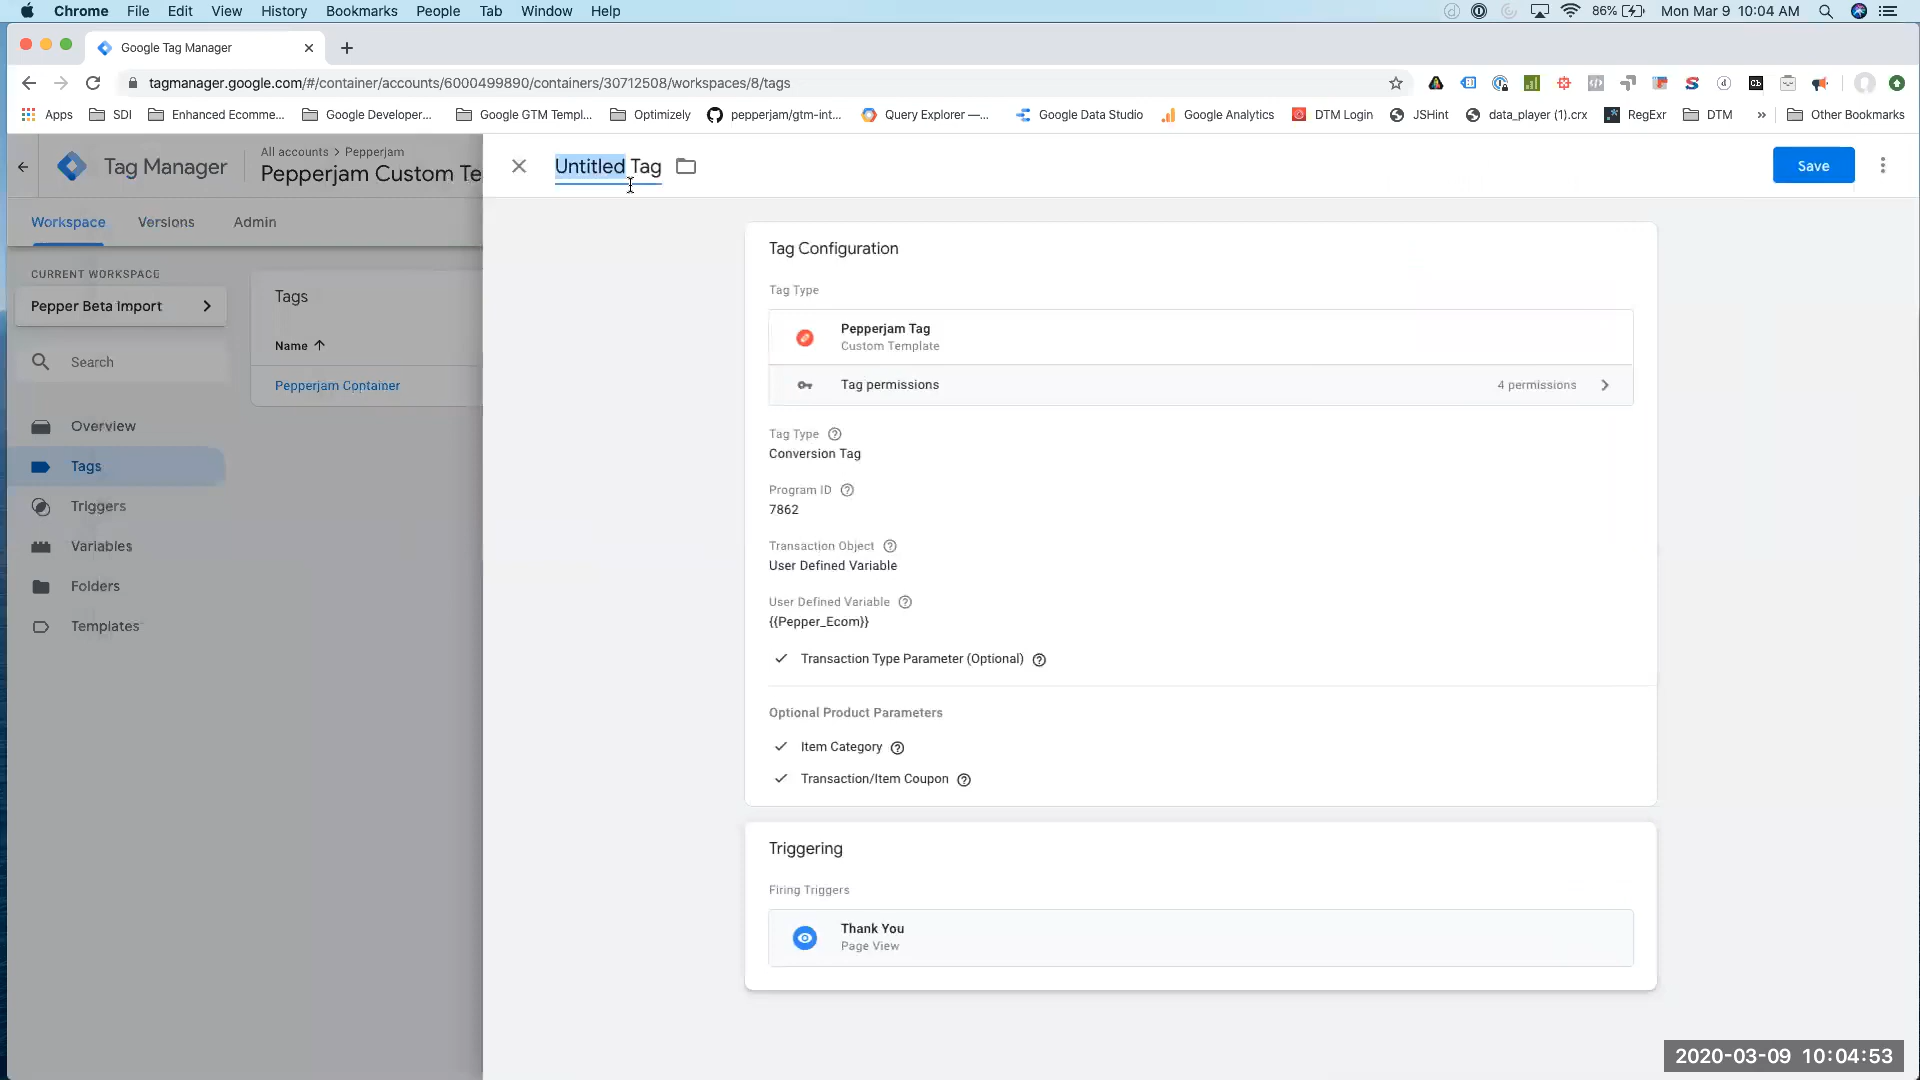 Chrome File Edit View History Bookmarks People Tab Window Help 86% Mon Mar 9 10:04 AM
Google Tag Manager
tagmanager.google.com/#/container/accounts/6000499890/containers/30712508/workspaces/8/tags
Apps SDI Enhanced Ecomme... Google Developer... Google GTM Templ... Optimizely pepperjam/gtm-int... Query Explorer —... Google Data Studio Google Analytics DTM Login JSHint data_player (1).crx RegExr DTM » Other Bookmarks
Tag Manager
All accounts > Pepperjam
Pepperjam Custom Te
Untitled Tag
Save
Workspace Versions Admin
CURRENT WORKSPACE
Pepper Beta Import
Search
Overview
Tags
Triggers
Variables
Folders
Templates
Tags
Name
Pepperjam Container
Tag Configuration
Tag Type
Pepperjam Tag
Custom Template
Tag permissions 4 permissions
Tag Type
Conversion Tag
Program ID
7862
Transaction Object
User Defined Variable
User Defined Variable
{{Pepper_Ecom}}
Transaction Type Parameter (Optional)
Optional Product Parameters
Item Category
Transaction/Item Coupon
Triggering
Firing Triggers
Thank You
Page View
2020-03-09 10:04:53